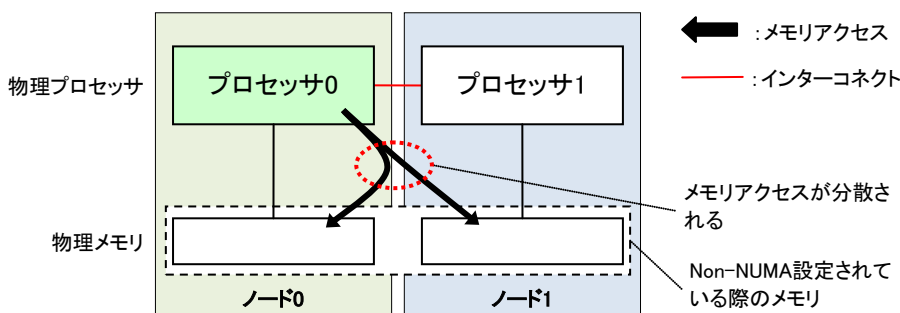 ：メモリアクセス
物理プロセッサ
プロセッサ0
プロセッサ1
：インターコネクト
メモリアクセスが分散さ
れる
物理メモリ
Non-NUMA設定されて
いる際のメモリ
ノード0
ノード1